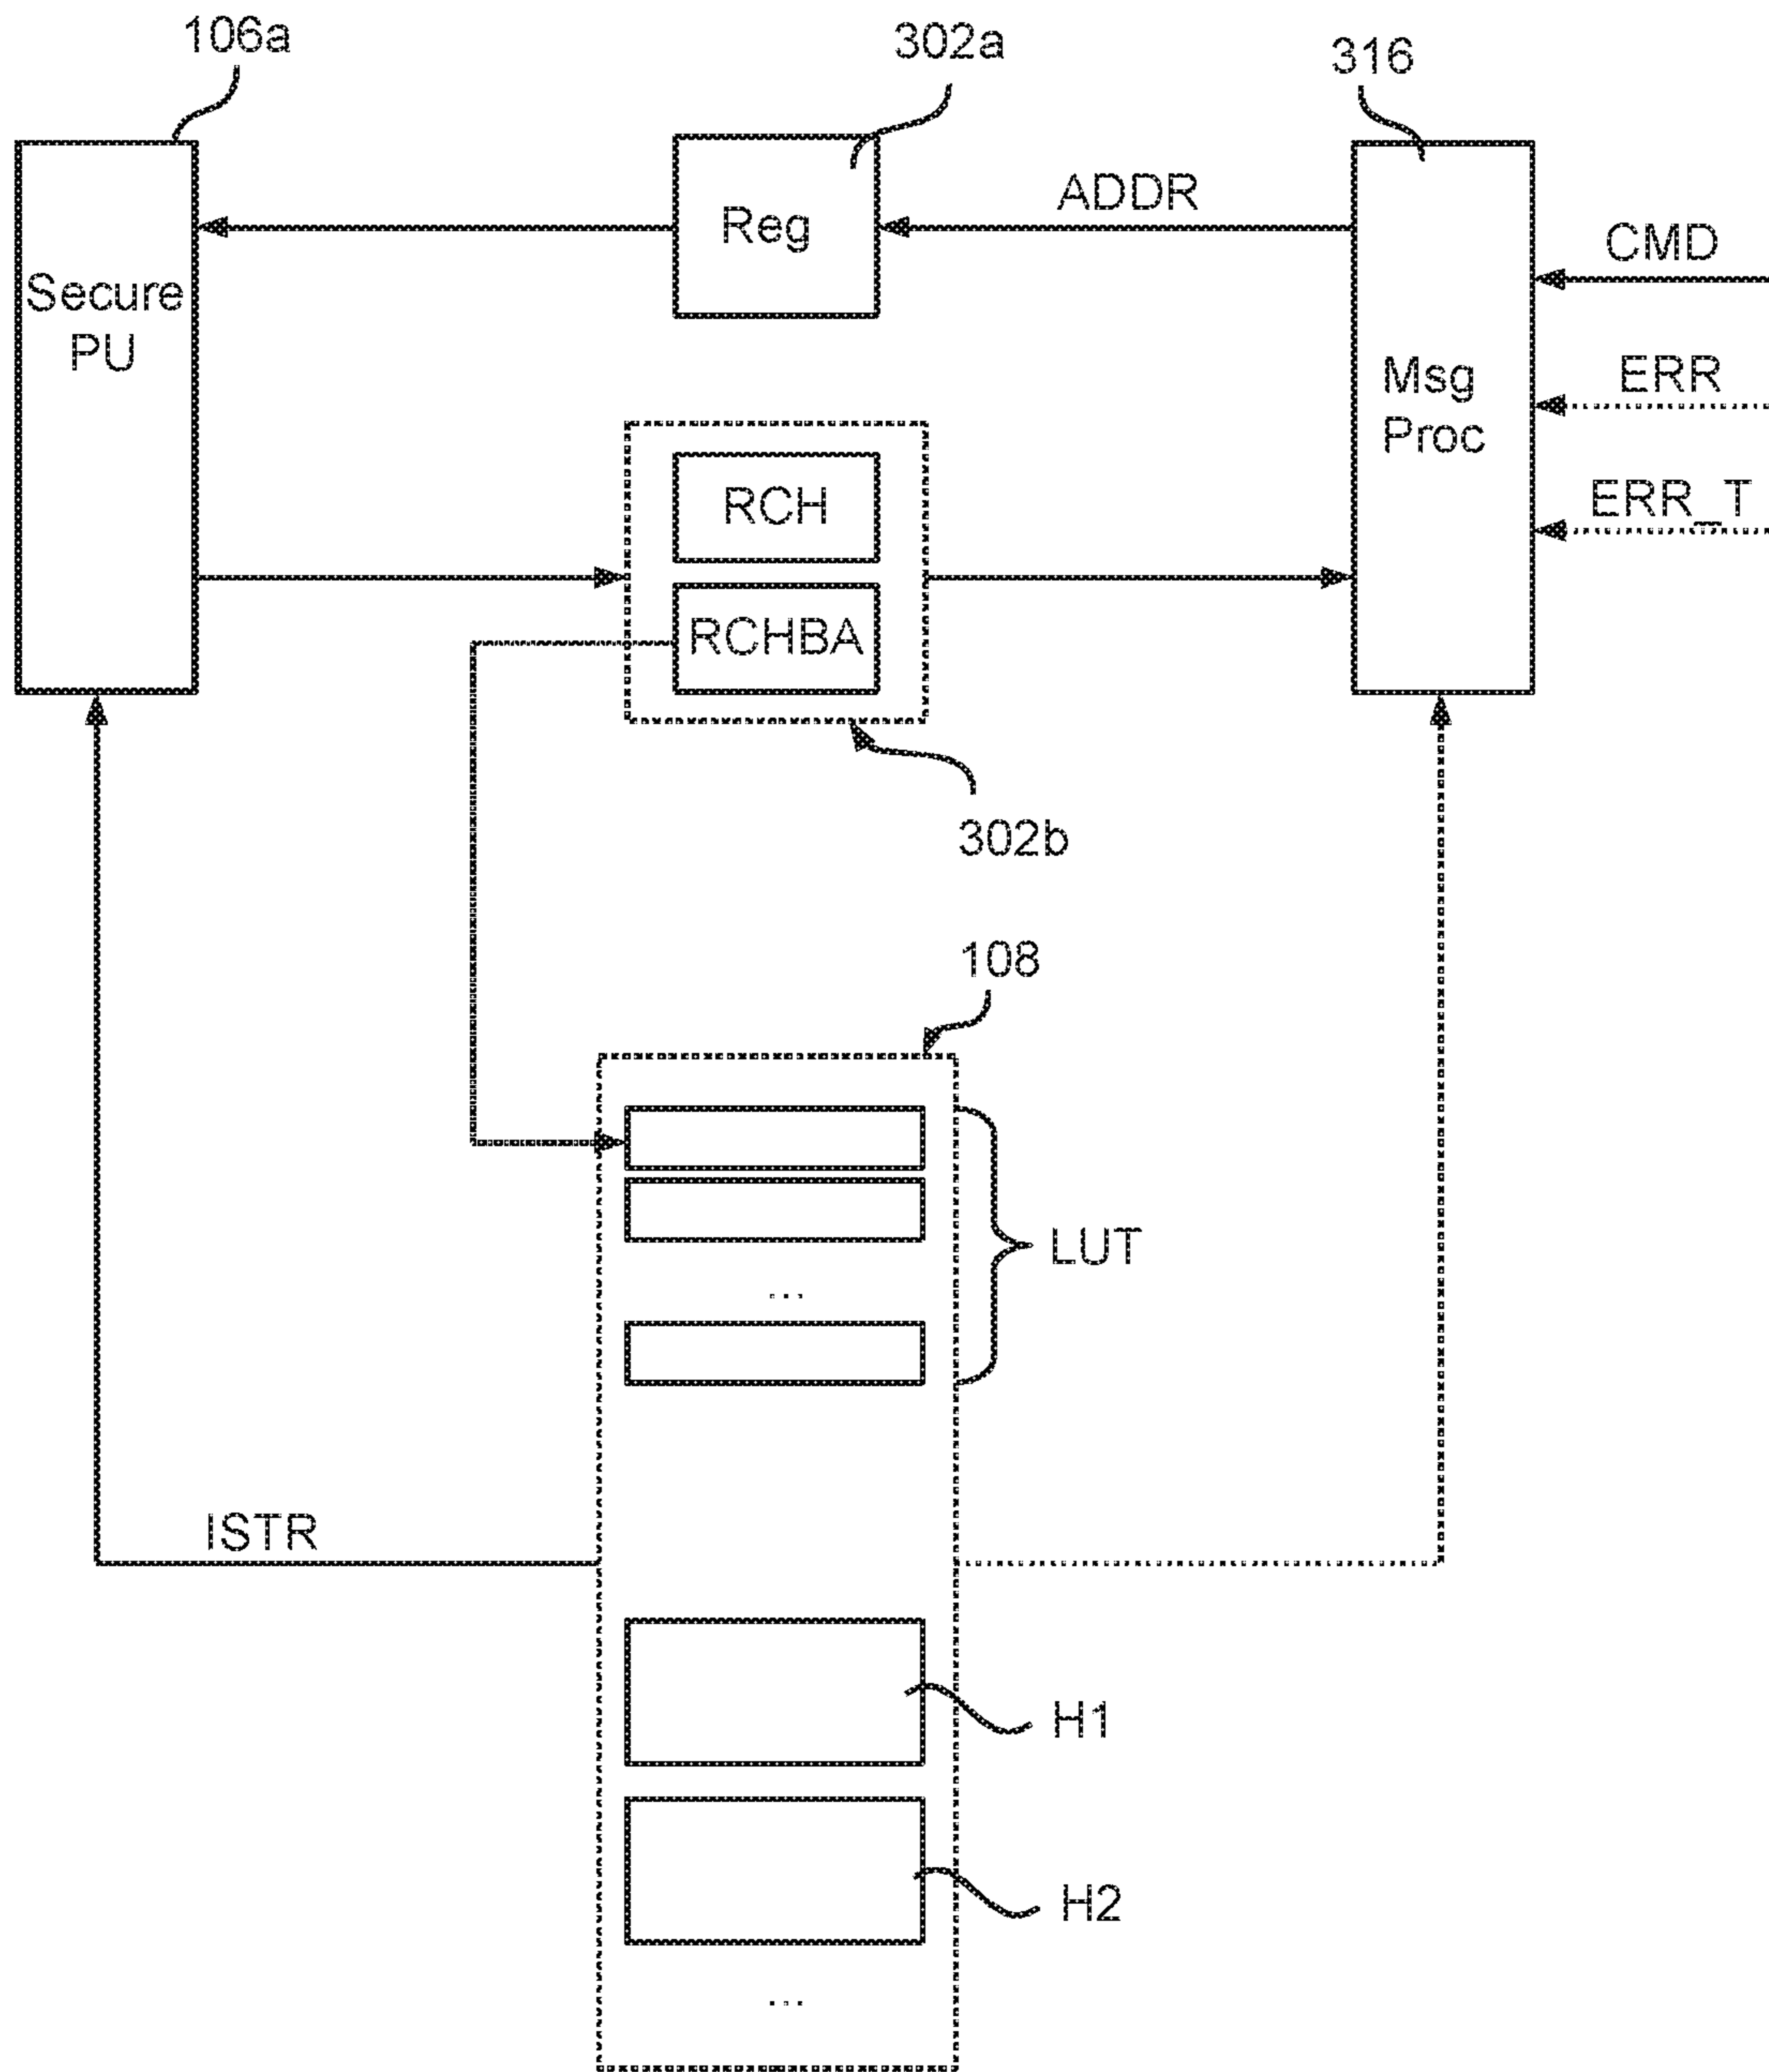 106a
302a
316
ADDR
Reg
CMD
Secure
PU
ERR
Msg
Proc
ERR_T
RCH
RCHBA
302b
108
LUT
...
ISTR
H1
H2
...